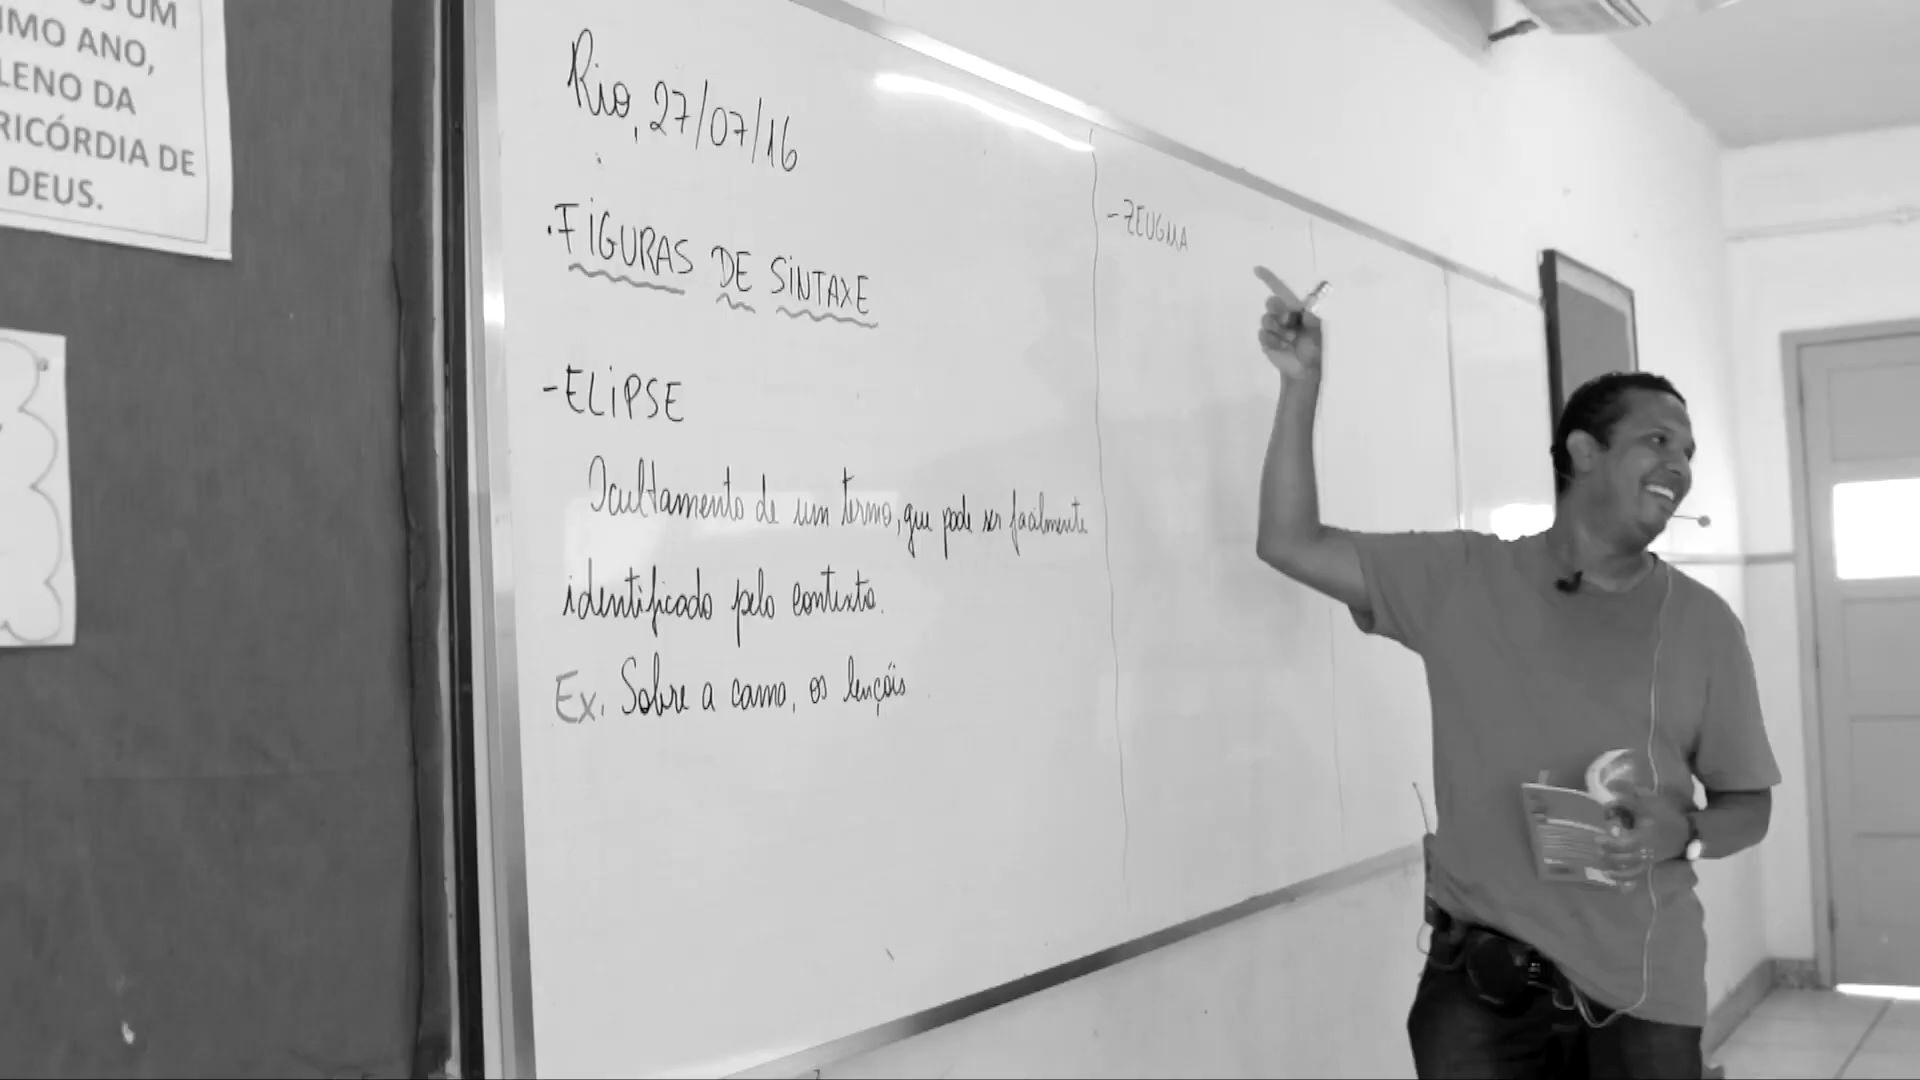 UM
IMO ANO,
LENO DA
RICÓRDIA DE
DEUS.
Rio, 27/07/16
.FIGURAS DE SINTAXE
-ELIPSE
Ocultamento de um termo, que pode ser facilmente
identificado pelo contexto.
Ex. Sobre a cama, os lençóis
-ZEUGMA